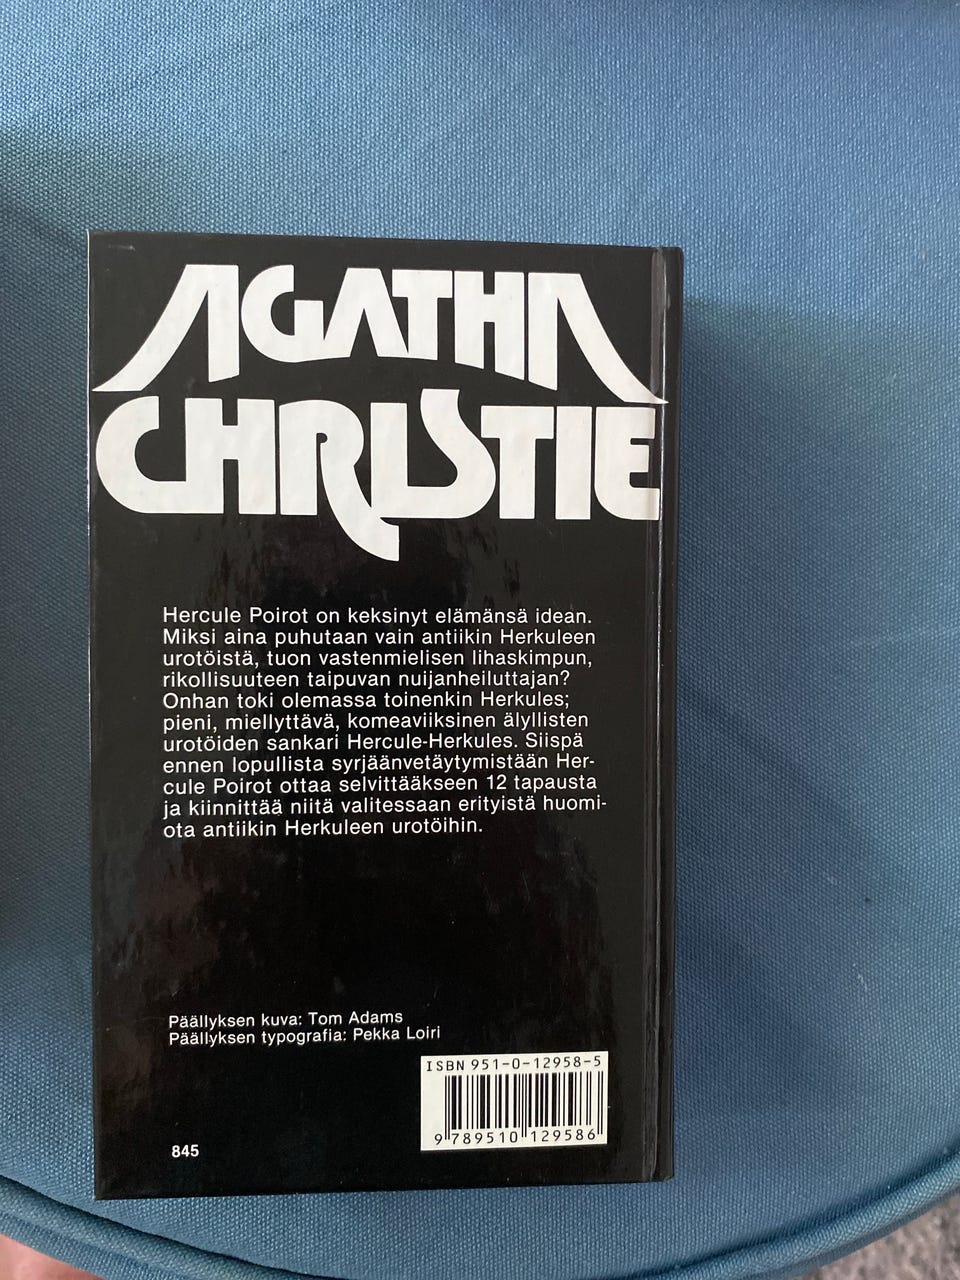 AGATHA
CHRISTIE
Hercule Poirot on keksinyt elämänsä idean.
Miksi aina puhutaan vain antiikin Herkuleen
urotöistä, tuon vastenmielisen lihaskimpun,
rikollisuuteen taipuvan nuijanheiluttajan?
Onhan toki olemassa toinenkin Herkules;
pieni, miellyttävä, komeaviiksinen älyllisten
urotöiden sankari Hercule-Herkules. Siispä
ennen lopullista syrjäänvetäytymistään Her-
cule Poirot ottaa selvittääkseen 12 tapausta
ja kiinnittää niitä valitessaan erityistä huomi-
ota antiikin Herkuleen urotöihin.
Päällyksen kuva: Tom Adams
Päällyksen typografia: Pekka Loiri
ISBN 951-0-12958-5
9 789510 129586
845